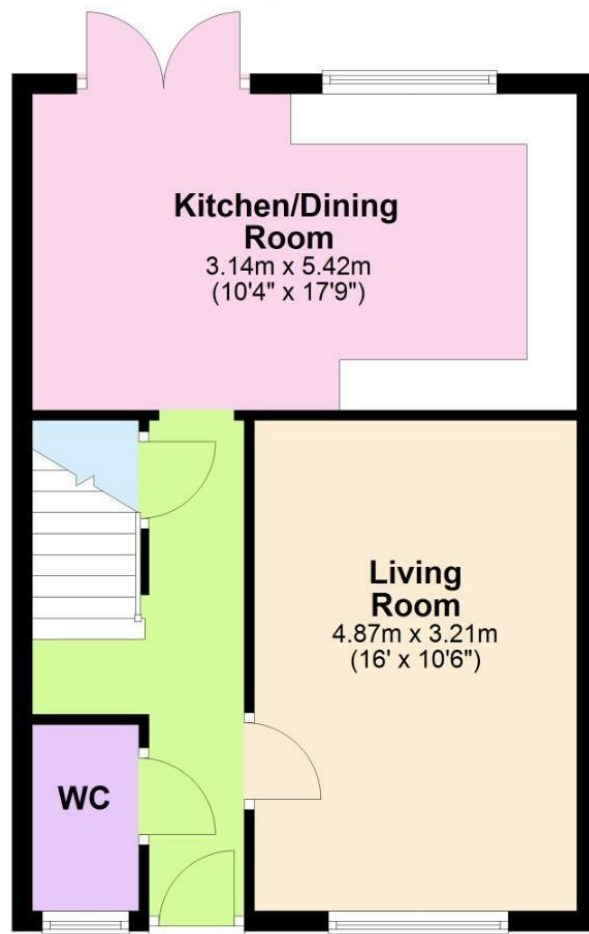 Kitchen/Dining
Room
3.14m x 5.42m
(10'4" x 17'9")
Living
Room
4.87m x 3.21m
(16' x 10'6")
WC